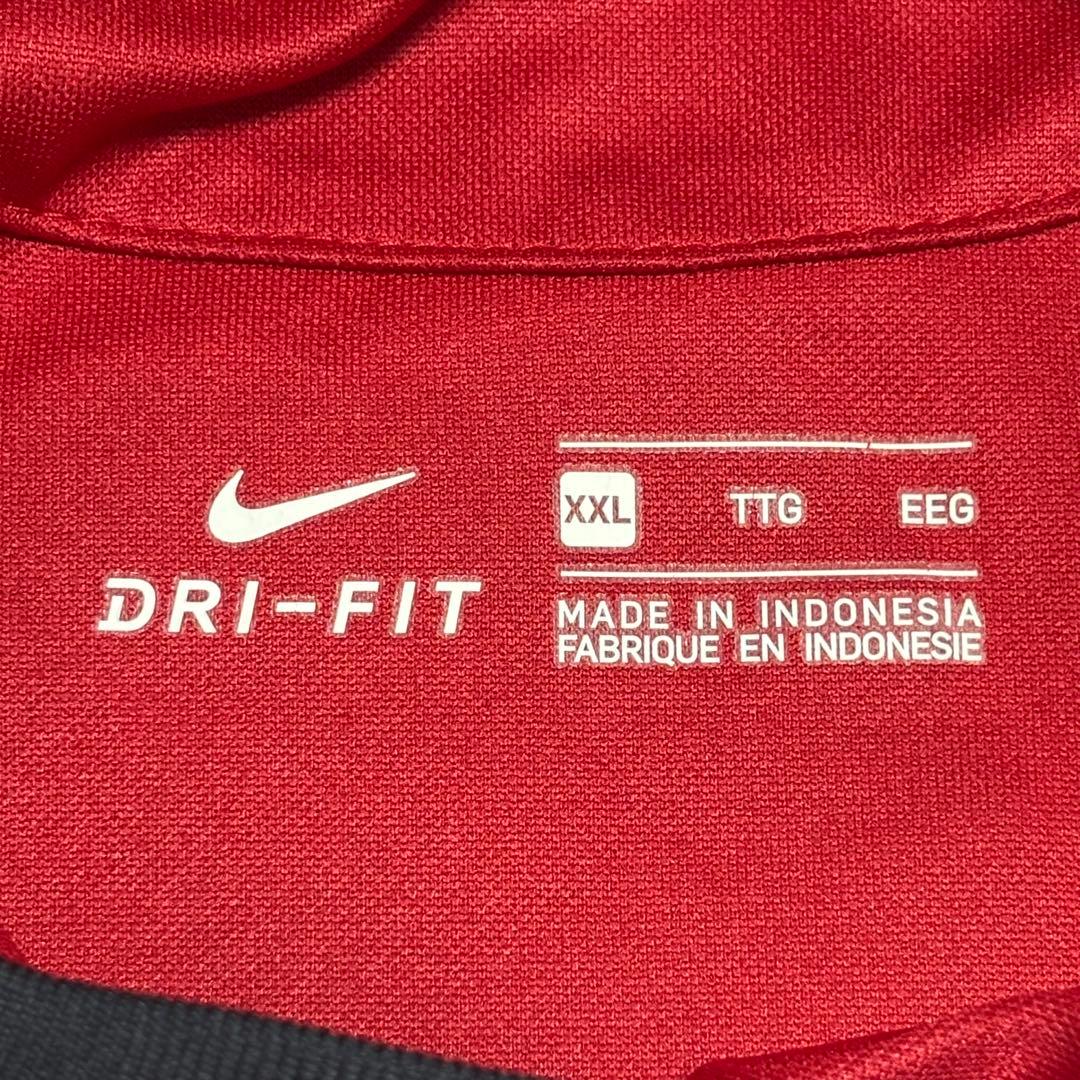 DRI-FIT
XXL TTG EEG
MADE IN INDONESIA
FABRIQUE EN INDONESIE